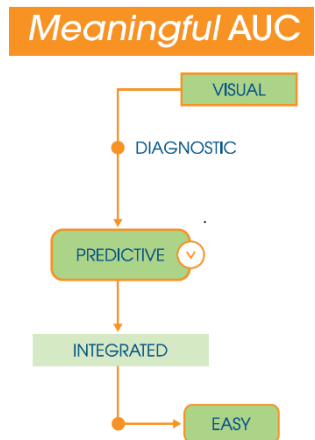 Meaningful AUC
VISUAL
DIAGNOSTIC
PREDICTIVE
INTEGRATED
EASY